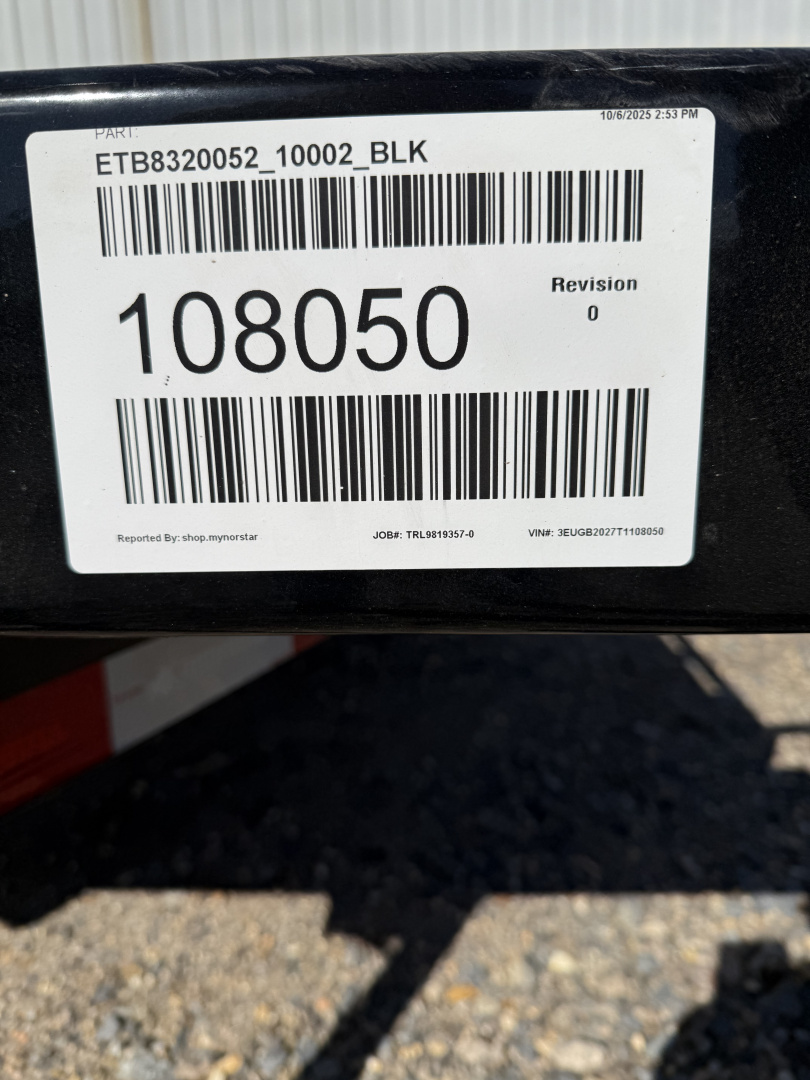 10/6/2025 2:53 PM
PART:
ETB8320052_10002_BLK
108050
Revision
0
Reported By: shop.mynorstar
JOB#: TRL9819357-0
VIN#: 3EUGB2027T1108050